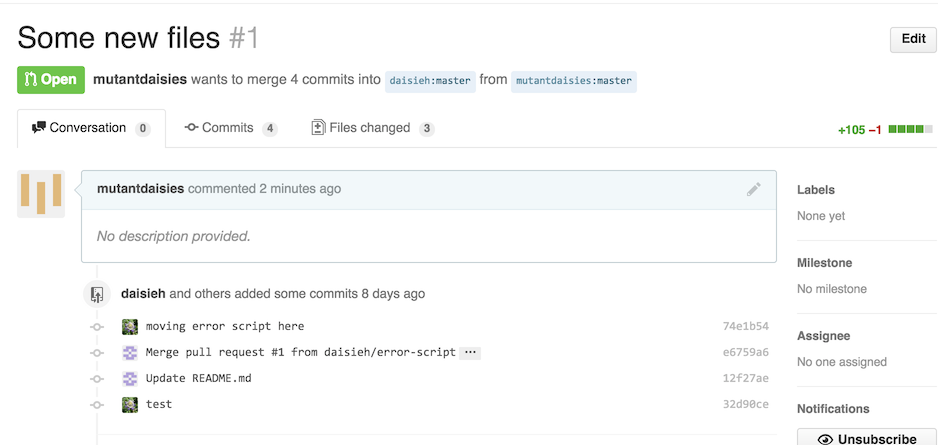 Some new files #1
Edit
Open mutantdaisies wants to merge 4 commits into daisieh:master from mutantdaisies:master
Conversation 0 Commits 4 Files changed 3 +105 −1
mutantdaisies commented 2 minutes ago
No description provided.
daisieh and others added some commits 8 days ago
moving error script here 74e1b54
Merge pull request #1 from daisieh/error-script ... e6759a6
Update README.md 12f27ae
test 32d90ce
Labels
None yet
Milestone
No milestone
Assignee
No one assigned
Notifications
Unsubscribe